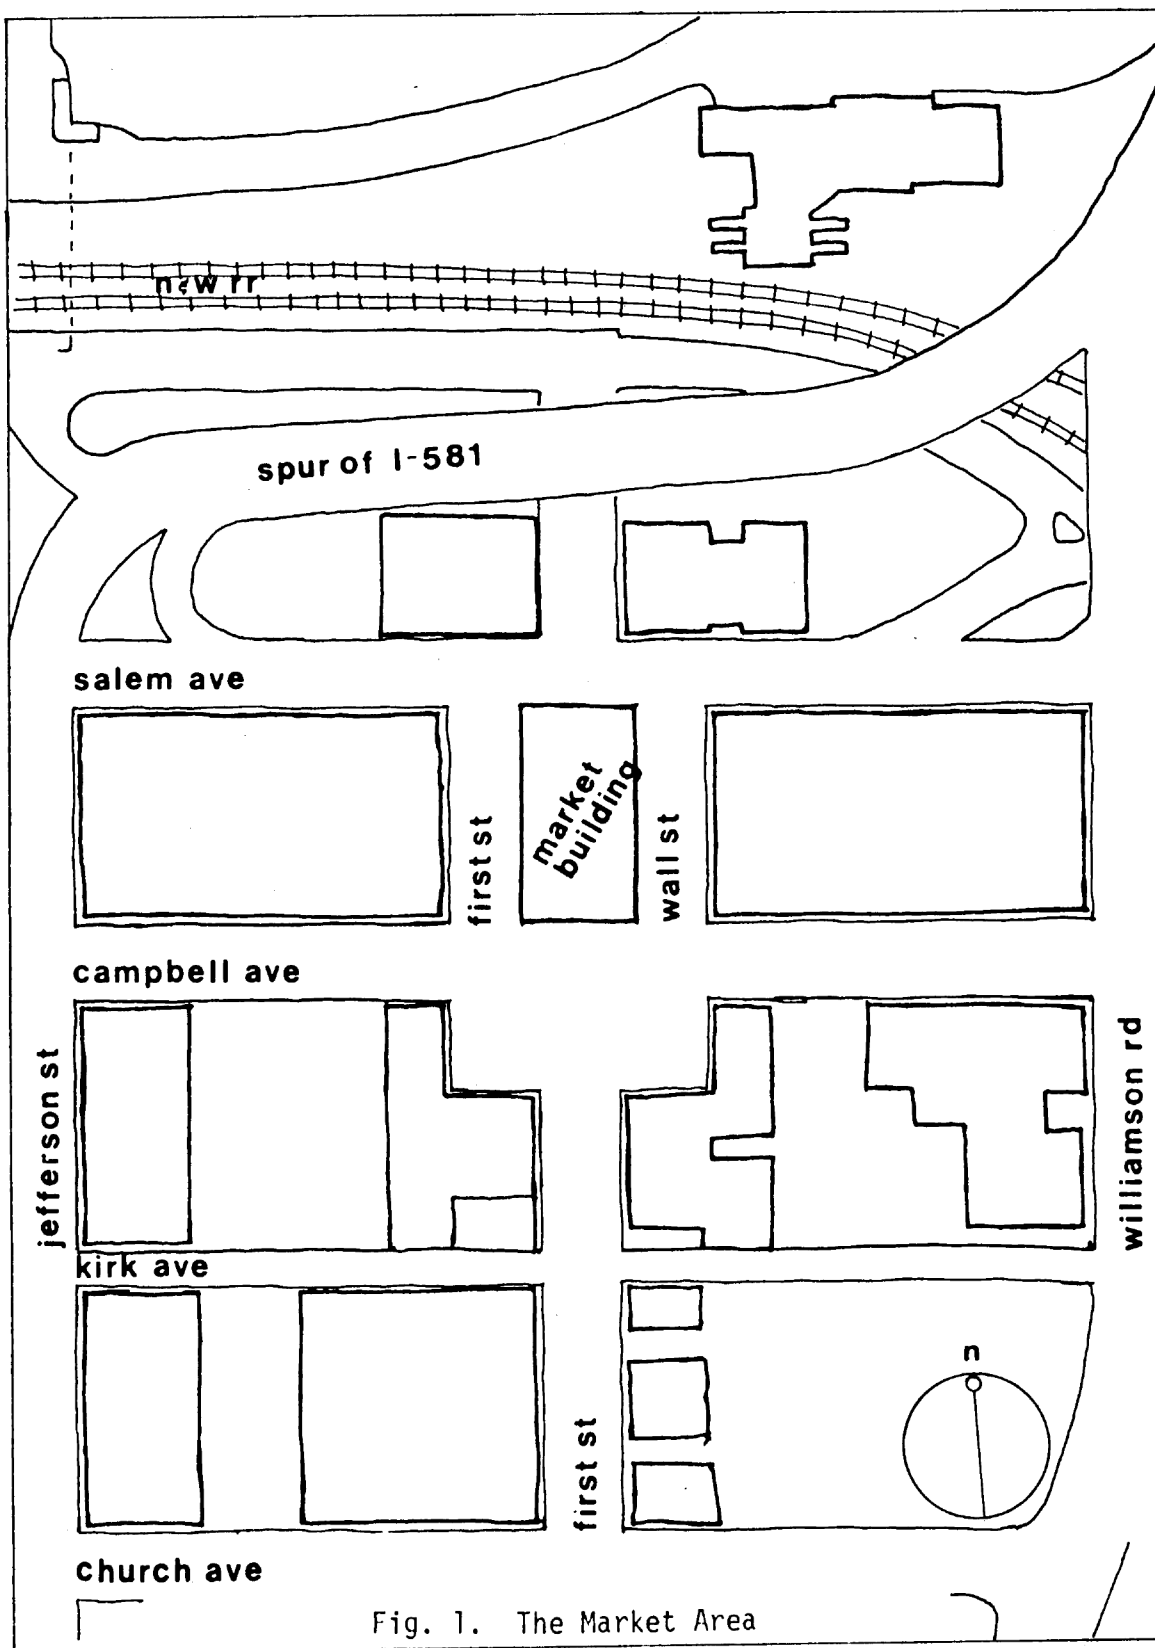 n&w rr
spur of I-581
salem ave
market
building
first st
wall st
campbell ave
jefferson st
williamson rd
kirk ave
n
first st
church ave
Fig. 1. The Market Area